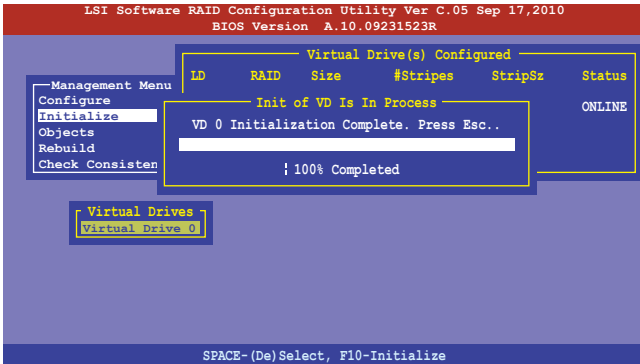 LSI Software RAID Configuration Utility Ver C.05 Sep 17,2010
BIOS Version A.10.09231523R
Virtual Drive(s) Configured
LD RAID Size #Stripes StripSz Status
ONLINE
Management Menu
Configure
Initialize
Objects
Rebuild
Check Consisten
Init of VD Is In Process
VD 0 Initialization Complete. Press Esc..
100% Completed
Virtual Drives
Virtual Drive 0
SPACE-(De)Select, F10-Initialize